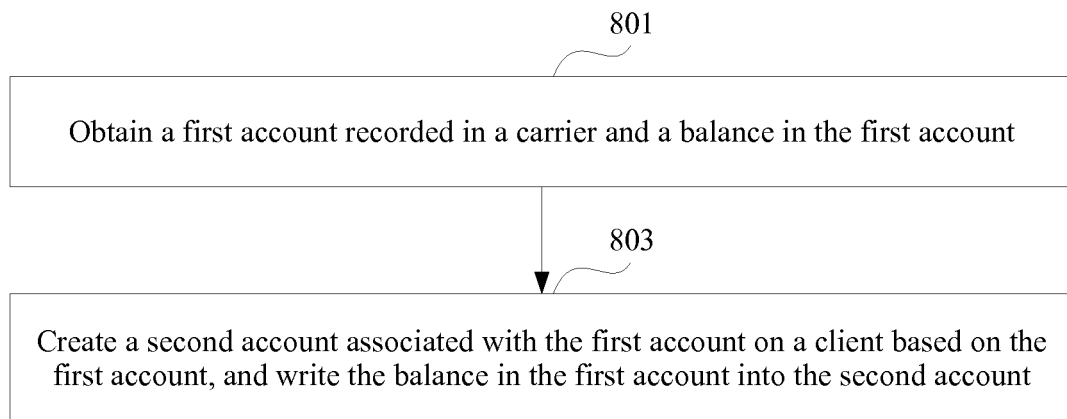 801
Obtain a first account recorded in a carrier and a balance in the first account
803
Create a second account associated with the first account on a client based on the
first account, and write the balance in the first account into the second account